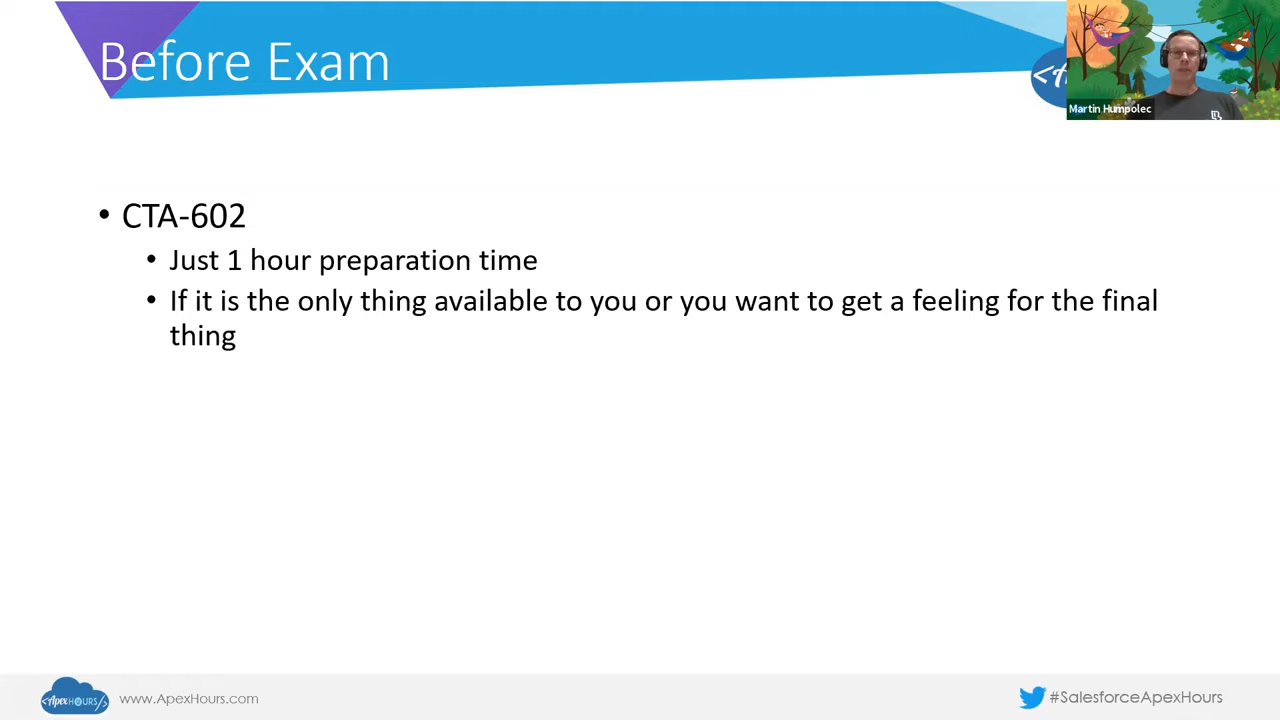 Before Exam
Martin Humpolec
• CTA-602
• Just 1 hour preparation time
• If it is the only thing available to you or you want to get a feeling for the final
thing
<ApexHOURS/>
www.ApexHours.com
#SalesforceApexHours